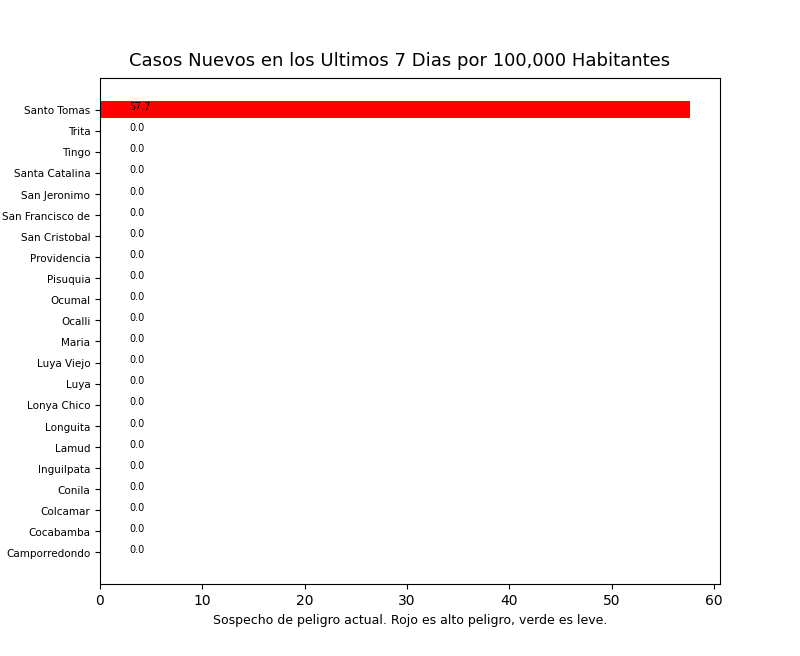 Casos Nuevos en los Ultimos 7 Dias por 100,000 Habitantes
Santo Tomas 57.7
Trita 0.0
Tingo 0.0
Santa Catalina 0.0
San Jeronimo 0.0
San Francisco de 0.0
San Cristobal 0.0
Providencia 0.0
Pisuquia 0.0
Ocumal 0.0
Ocalli 0.0
Maria 0.0
Luya Viejo 0.0
Luya 0.0
Lonya Chico 0.0
Longuita 0.0
Lamud 0.0
Inguilpata 0.0
Conila 0.0
Colcamar 0.0
Cocabamba 0.0
Camporredondo 0.0
0 10 20 30 40 50 60
Sospecho de peligro actual. Rojo es alto peligro, verde es leve.